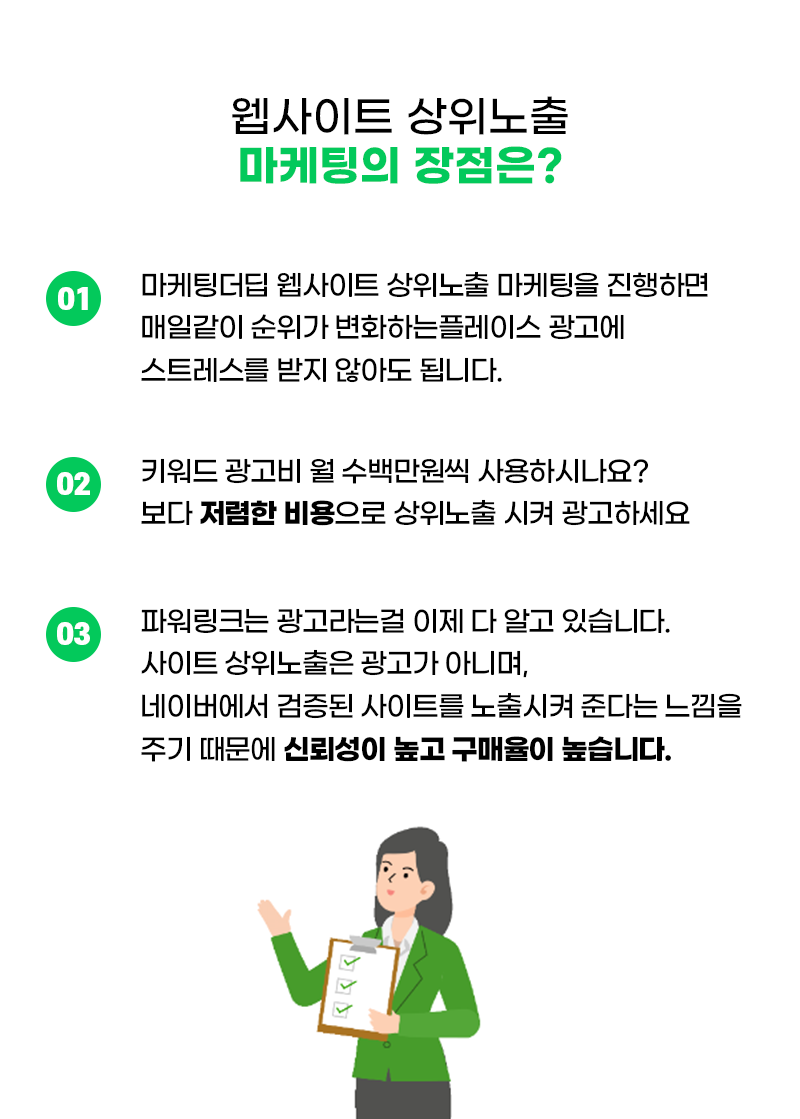 웹사이트 상위노출
마케팅의 장점은?
01
마케팅더딥 웹사이트 상위노출 마케팅을 진행하면
매일같이 순위가 변화하는플레이스 광고에
스트레스를 받지 않아도 됩니다.
02
키워드 광고비 월 수백만원씩 사용하시나요?
보다 저렴한 비용으로 상위노출 시켜 광고하세요
03
파워링크는 광고라는걸 이제 다 알고 있습니다.
사이트 상위노출은 광고가 아니며,
네이버에서 검증된 사이트를 노출시켜 준다는 느낌을
주기 때문에 신뢰성이 높고 구매율이 높습니다.